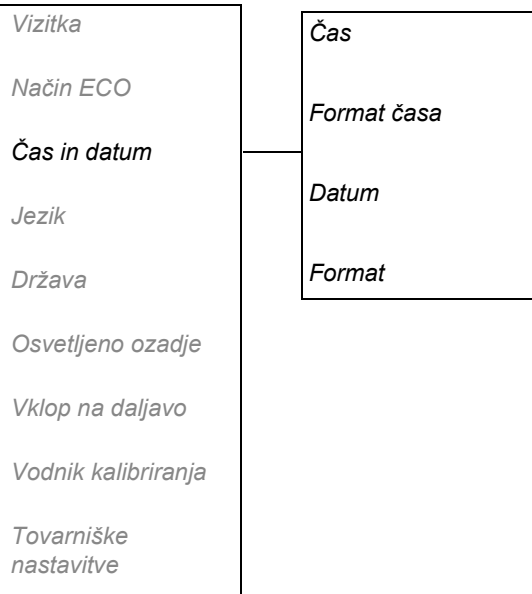 Vizitka
Način ECO
Čas in datum
Jezik
Država
Osvetljeno ozadje
Vklop na daljavo
Vodnik kalibriranja
Tovarniške
nastavitve
Čas
Format časa
Datum
Format